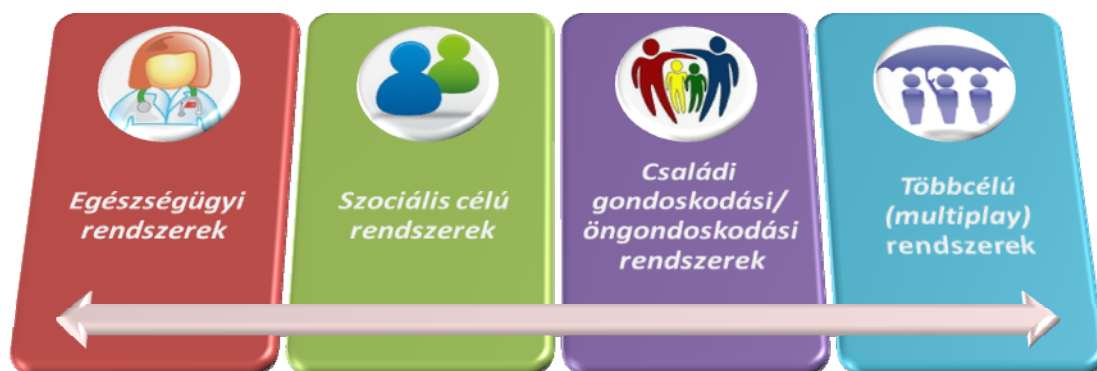 Egészségügyi
rendszerek
Szociális célú
rendszerek
Családi
gondoskodási/
öngondoskodási
rendszerek
Többcélú
(multiplay)
rendszerek